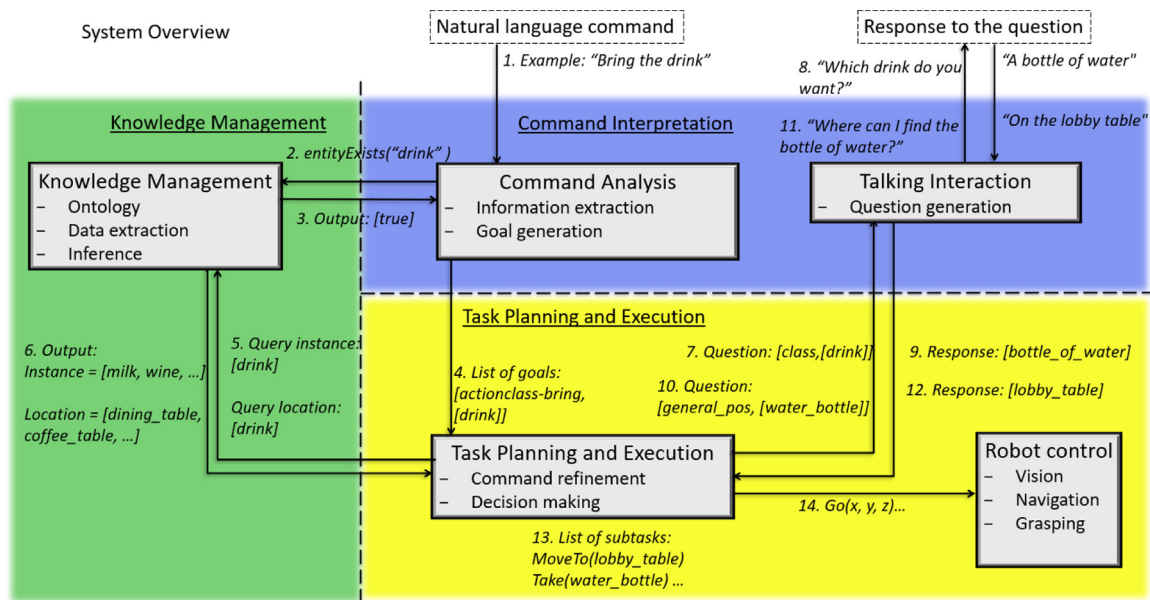 System Overview
Natural language command
Response to the question
1. Example: “Bring the drink”
8. “Which drink do you
want?”
“A bottle of water"
11. “Where can I find the
bottle of water?”
“On the lobby table"
Knowledge Management
Command Interpretation
2. entityExists(“drink” )
3. Output: [true]
Knowledge Management
– Ontology
– Data extraction
– Inference
Command Analysis
– Information extraction
– Goal generation
Talking Interaction
– Question generation
Task Planning and Execution
6. Output:
Instance = [milk, wine, …]
Location = [dining_table,
coffee_table, …]
5. Query instance:
[drink]
Query location:
[drink]
4. List of goals:
[actionclass-bring,
[drink]]
7. Question: [class,[drink]]
10. Question:
[general_pos, [water_bottle]]
9. Response: [bottle_of_water]
12. Response: [lobby_table]
Task Planning and Execution
– Command refinement
– Decision making
Robot control
– Vision
– Navigation
– Grasping
14. Go(x, y, z)…
13. List of subtasks:
MoveTo(lobby_table)
Take(water_bottle) …